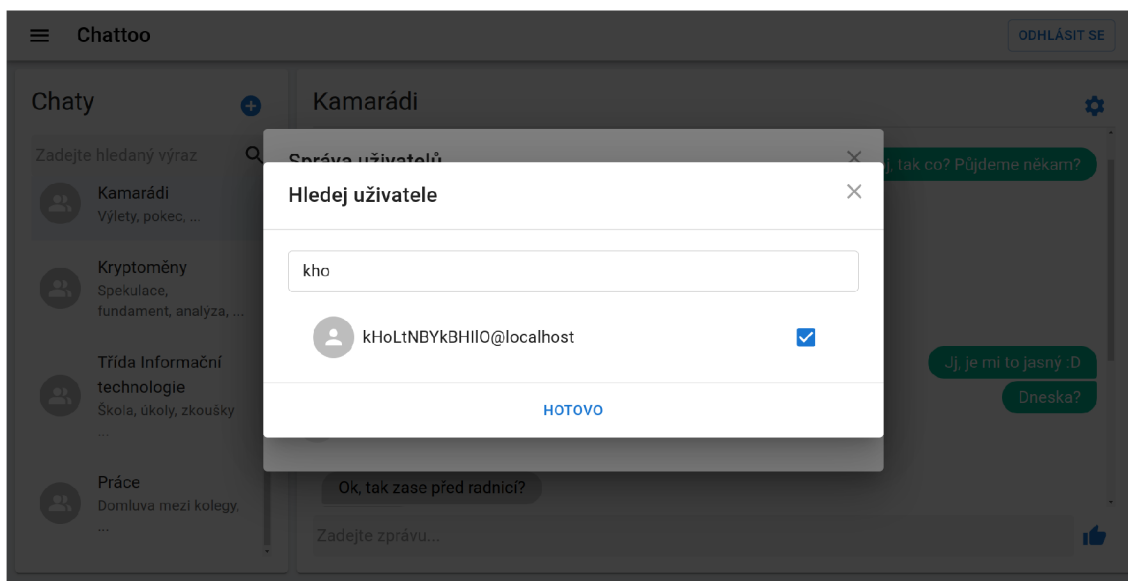 Chattoo
ODHLÁSIT SE
Chaty
Zadejte hledaný výraz
Kamarádi
Výlety, pokec, ...
Kryptoměny
Spekulace,
fundament, analýza, ...
Třída Informační
technologie
Škola, úkoly, zkoušky
...
Práce
Domluva mezi kolegy,
...
Kamarádi
j, tak co? Půjdeme někam?
Správa uživatelů
Hledej uživatele
kho
kHoLtNBYkBHIlO@localhost
HOTOVO
Jj, je mi to jasný :D
Dneska?
Ok, tak zase před radnicí?
Zadejte zprávu...